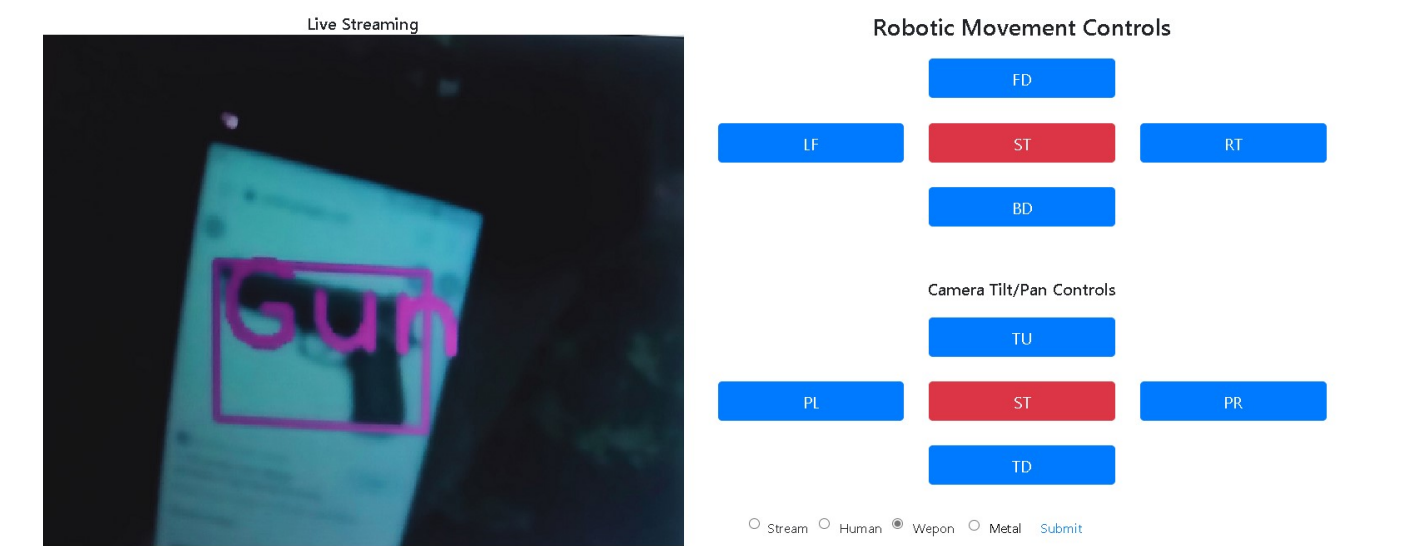 Live Streaming
Gun
Robotic Movement Controls
FD
LF ST RT
BD
Camera Tilt/Pan Controls
TU
PL ST PR
TD
Stream Human Wepon Metal Submit